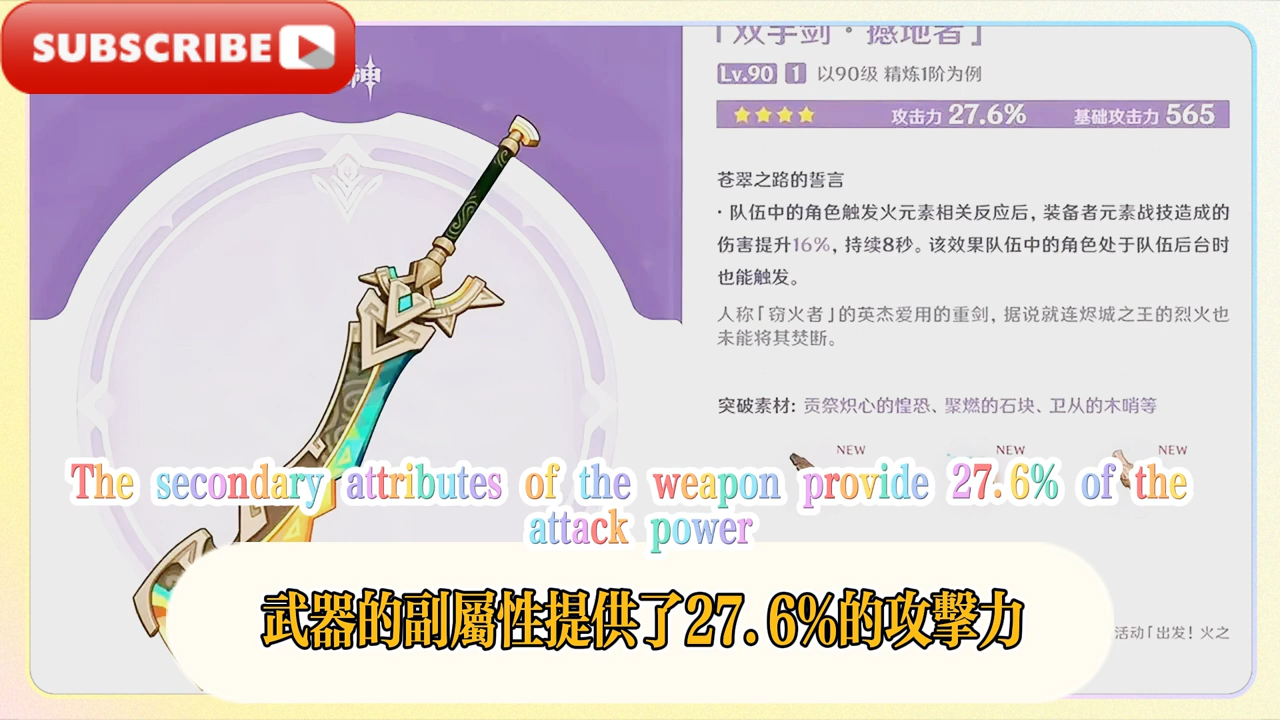 SUBSCRIBE
神
「双手剑·撼地者」
Lv.90 1 以90级 精炼1阶为例
攻击力 27.6% 基础攻击力 565
苍翠之路的誓言
·队伍中的角色触发火元素相关反应后，装备者元素战技造成的
伤害提升16%，持续8秒。该效果队伍中的角色处于队伍后台时
也能触发。
人称「窃火者」的英杰爱用的重剑，据说就连烬城之王的烈火也
未能将其焚断。
突破素材：贡祭炽心的惶恐、聚燃的石块、卫从的木哨等
NEW NEW NEW
The secondary attributes of the weapon provide 27.6% of the
attack power
武器的副屬性提供了27.6%的攻擊力
活动「出发！火之